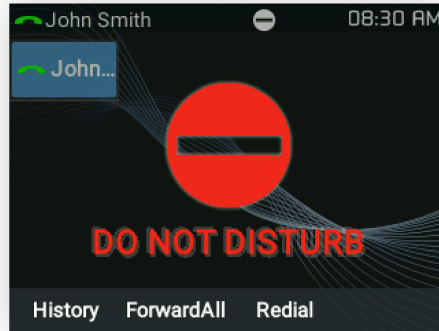 John Smith 08:30 AM
John...
DO NOT DISTURB
History ForwardAll Redial